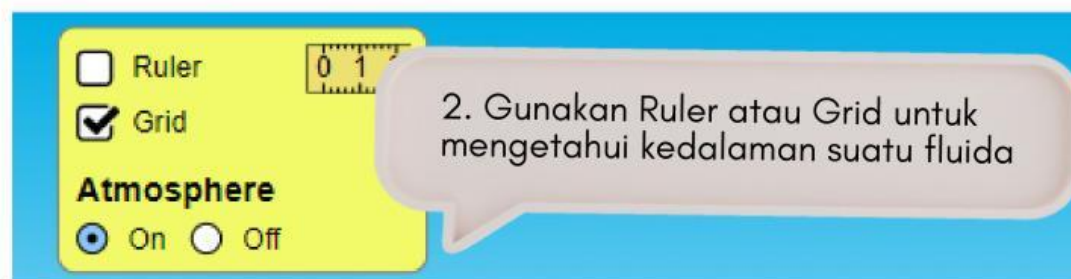 Ruler
0 1
Grid
Atmosphere
On Off
2. Gunakan Ruler atau Grid untuk
mengetahui kedalaman suatu fluida